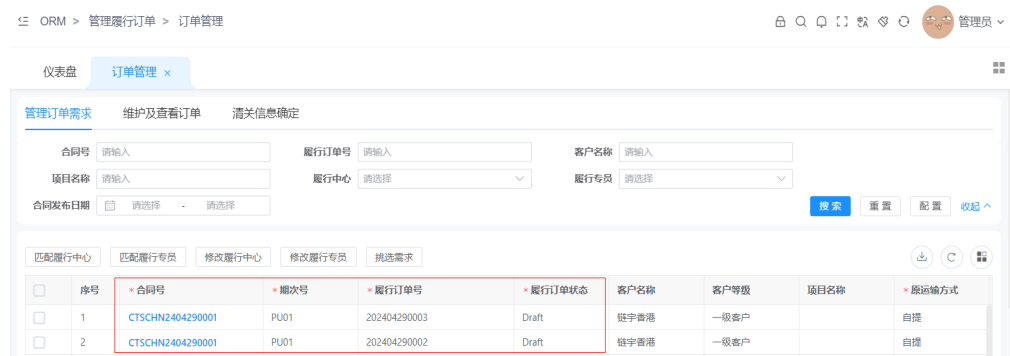 ORM > 管理履行订单 > 订单管理
管理员
仪表盘 订单管理 ×
管理订单需求 维护及查看订单 清关信息确定
合同号 请输入 履行订单号 请输入 客户名称 请输入
项目名称 请输入 履行中心 请选择 履行专员 请选择
合同发布日期 请选择 - 请选择 搜索 重置 配置 收起
匹配履行中心 匹配履行专员 修改履行中心 修改履行专员 挑选需求
序号 * 合同号 * 期次号 * 履行订单号 * 履行订单状态 客户名称 客户等级 项目名称 * 原运输方式
1 CTSCHN2404290001 PU01 202404290003 Draft 链宇香港 一级客户 自提
2 CTSCHN2404290001 PU01 202404290002 Draft 链宇香港 一级客户 自提